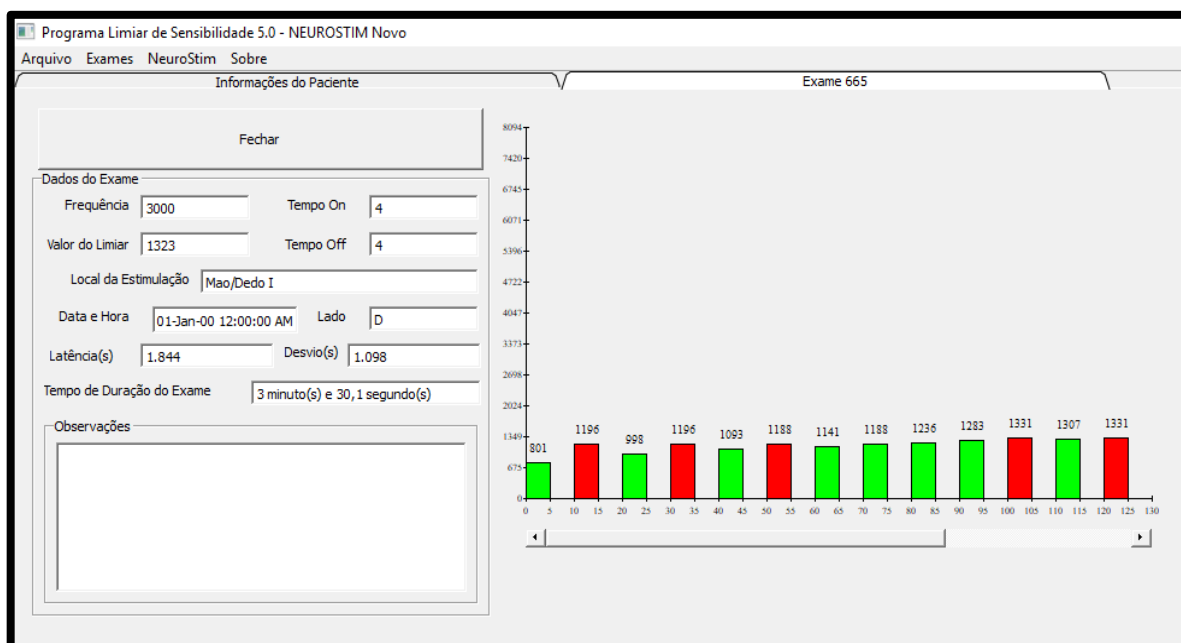 Programa Limiar de Sensibilidade 5.0 - NEUROSTIM Novo
Arquivo Exames NeuroStim Sobre
Informações do Paciente
Exame 665
Fechar
Dados do Exame
Frequência 3000 Tempo On 4
Valor do Limiar 1323 Tempo Off 4
Local da Estimulação Mao/Dedo I
Data e Hora 01-Jan-00 12:00:00 AM Lado D
Latência(s) 1.844 Desvio(s) 1.098
Tempo de Duração do Exame 3 minuto(s) e 30,1 segundo(s)
Observações
8094
7420
6745
6071
5396
4722
4047
3373
2698
2024
1349
675
0
801 1196 998 1196 1093 1188 1141 1188 1236 1283 1331 1307 1331
0 5 10 15 20 25 30 35 40 45 50 55 60 65 70 75 80 85 90 95 100 105 110 115 120 125 130